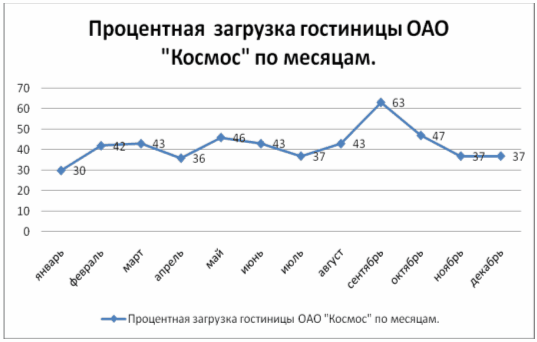 Процентная загрузка гостиницы ОАО
"Космос" по месяцам.
70
60
50
40
30
20
10
0
30
42
43
36
46
43
37
43
63
47
37
37
январь
февраль
март
апрель
май
июнь
июль
август
сентябрь
октябрь
ноябрь
декабрь
Процентная загрузка гостиницы ОАО "Космос" по месяцам.